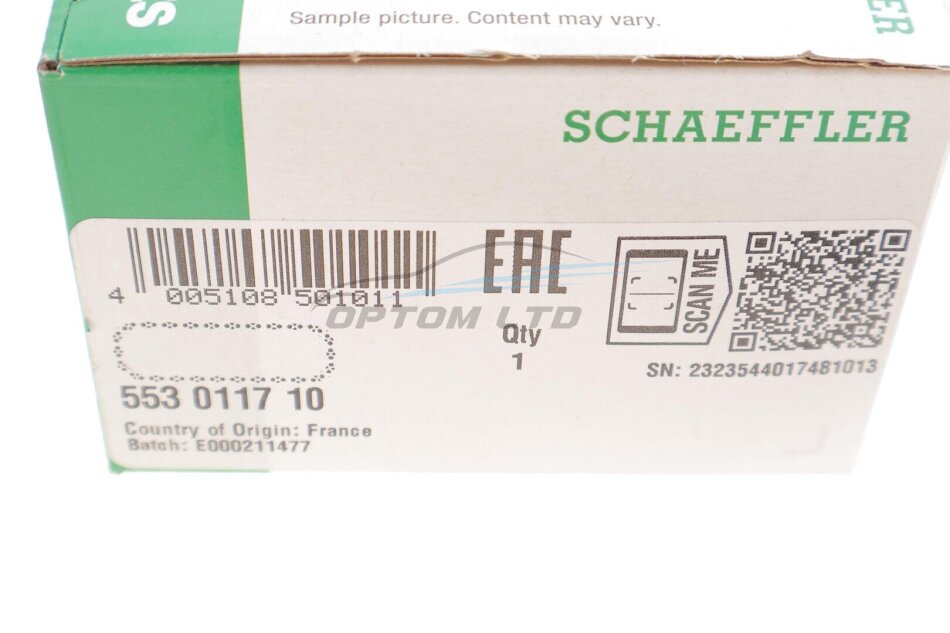 Sample picture. Content may vary.
SCHAEFFLER
EAC
4 005108 501011
OPTOM LTD
Qty
1
SCAN ME
SN: 2323544017481013
553 0117 10
Country of Origin: France
Batch: E000211477